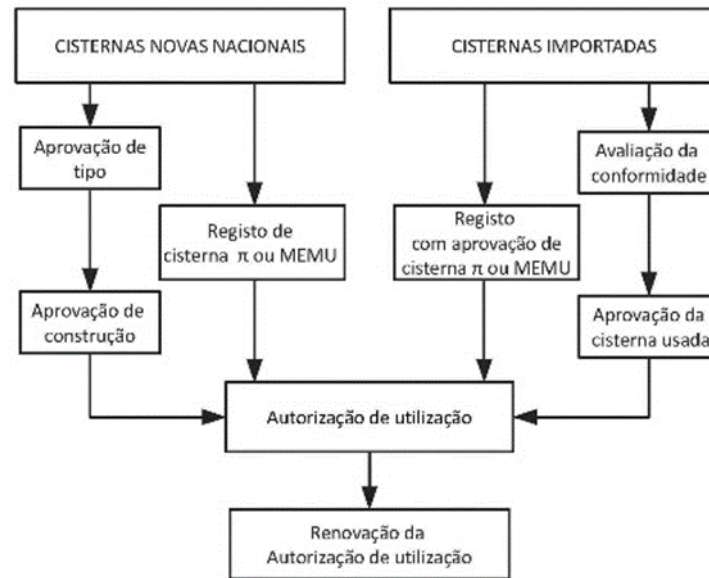 CISTERNAS NOVAS NACIONAIS
CISTERNAS IMPORTADAS
Aprovação de
tipo
Avaliação da
conformidade
Registo de
cisterna π ou MEMU
Registo
com aprovação de
cisterna π ou MEMU
Aprovação de
construção
Aprovação da
cisterna usada
Autorização de utilização
Renovação da
Autorização de utilização